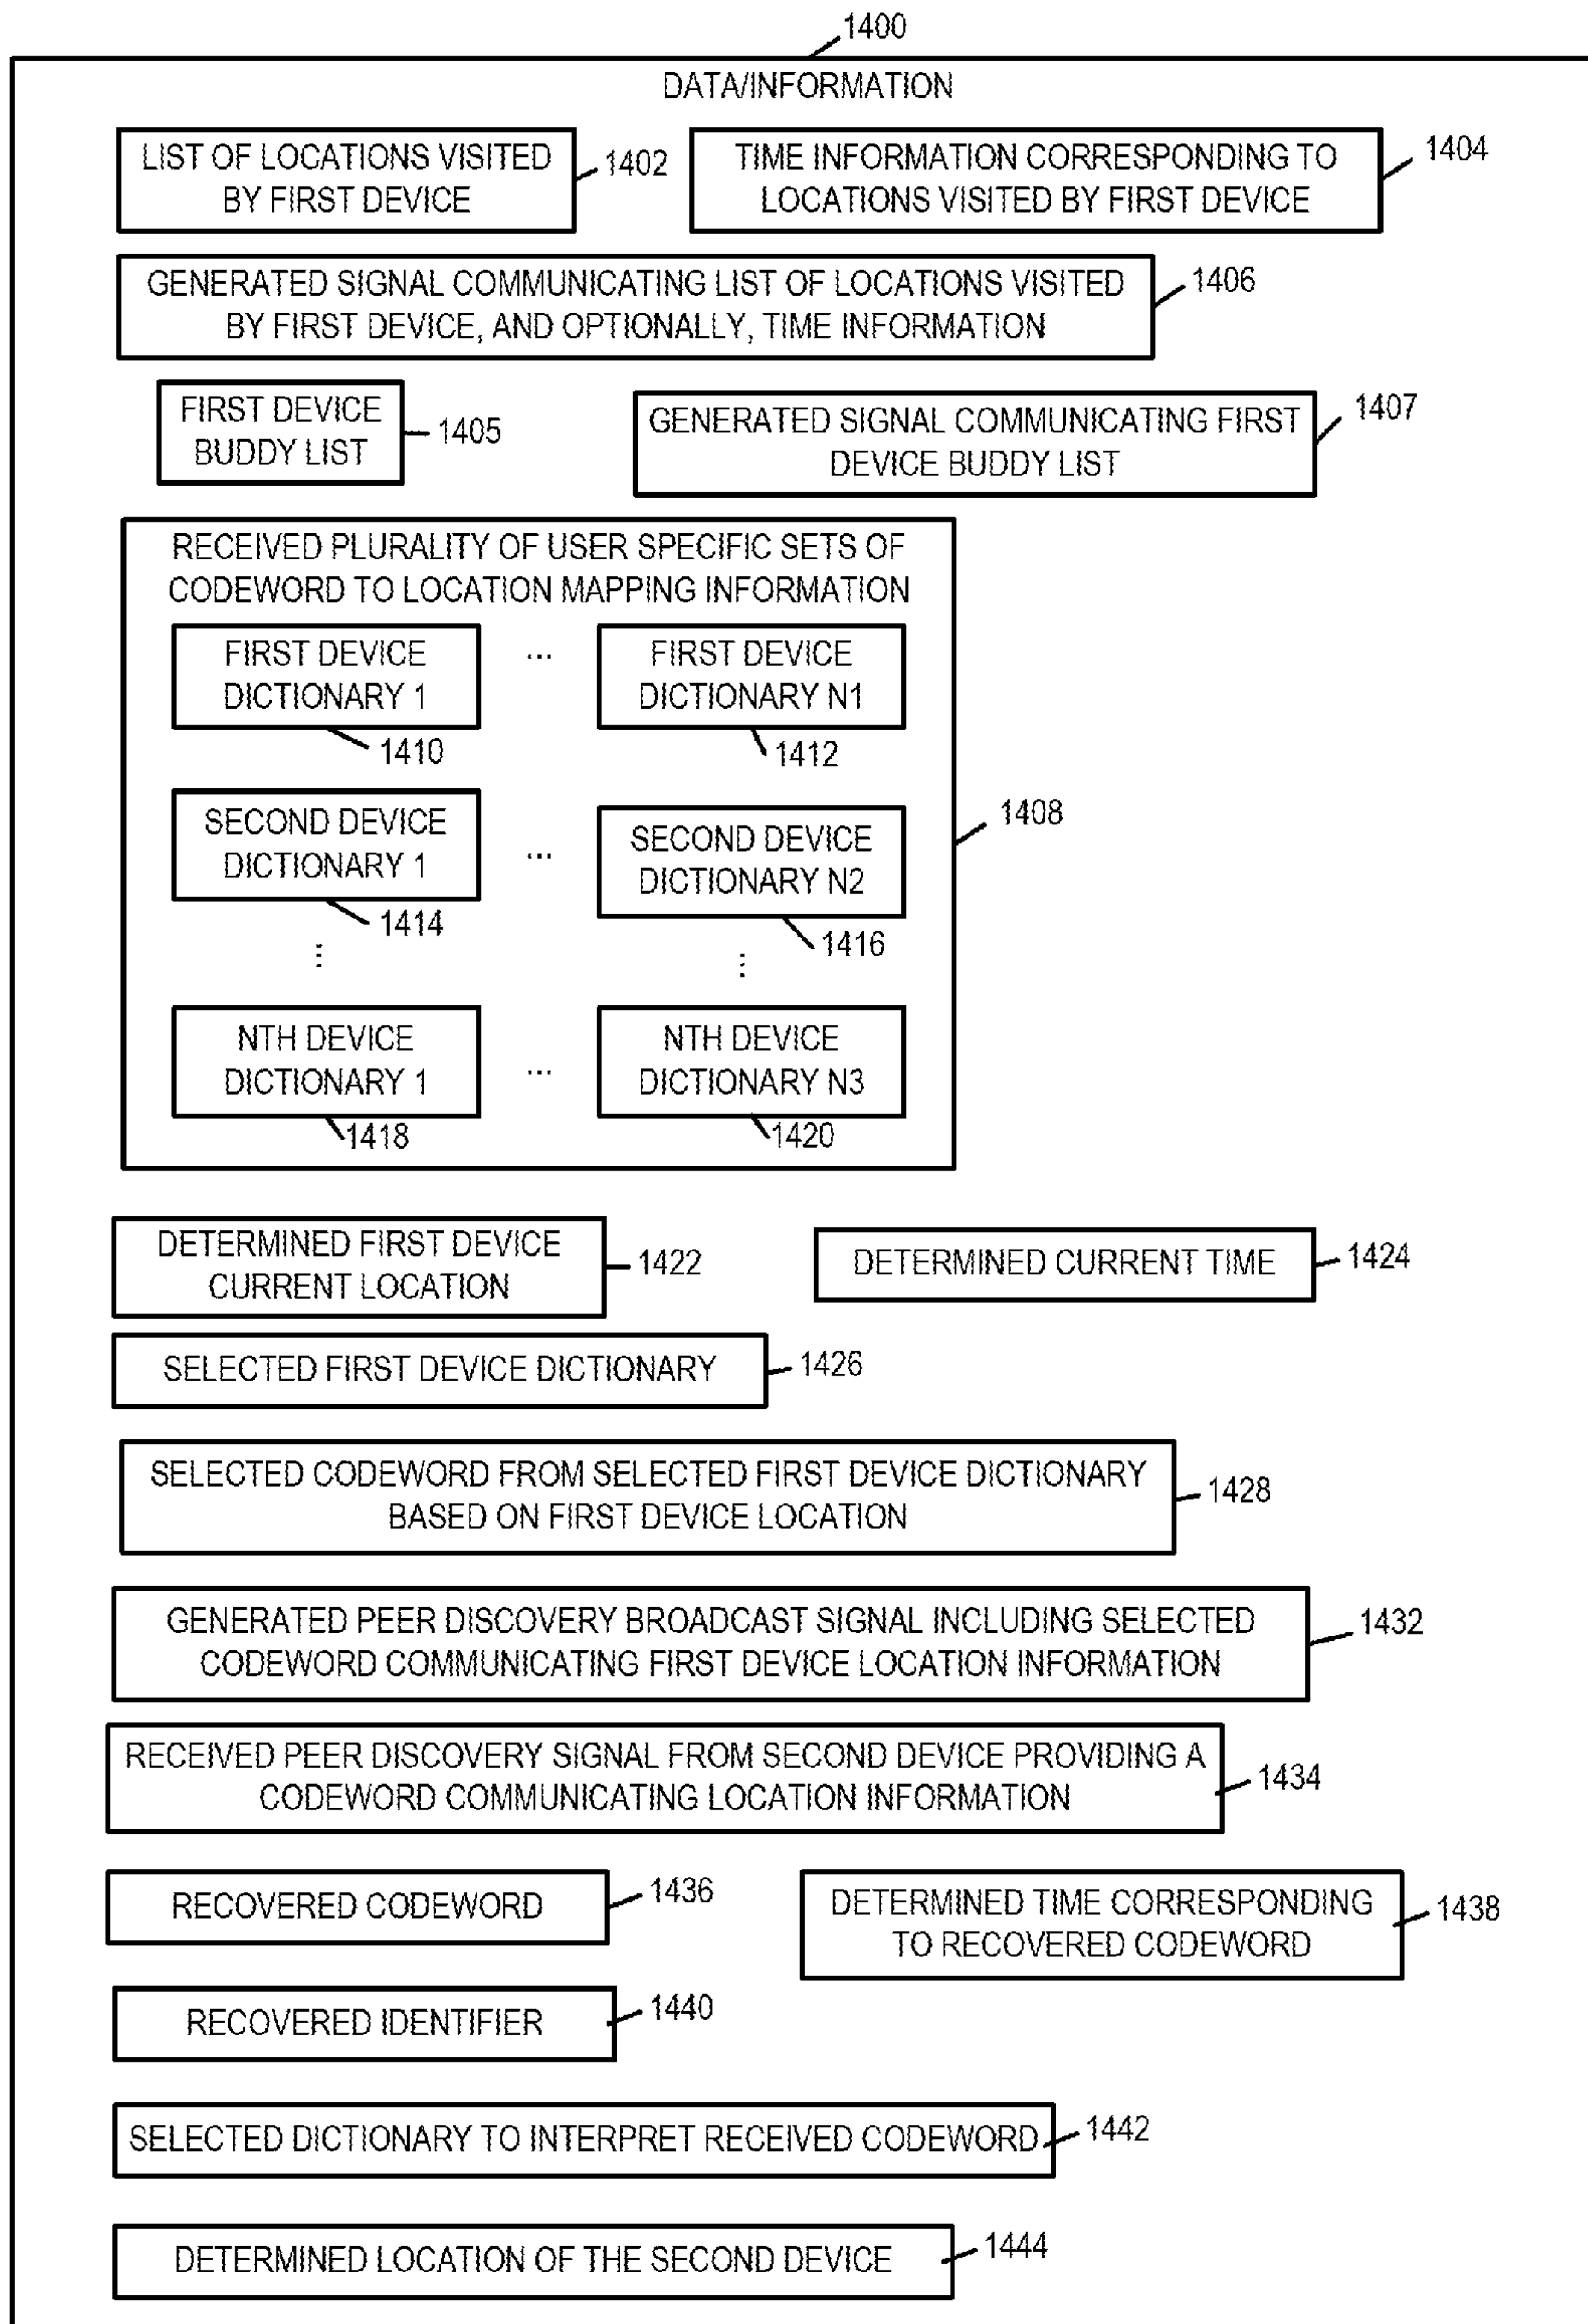 1400
DATA/INFORMATION
LIST OF LOCATIONS VISITED
BY FIRST DEVICE
1402
TIME INFORMATION CORRESPONDING TO
LOCATIONS VISITED BY FIRST DEVICE
1404
GENERATED SIGNAL COMMUNICATING LIST OF LOCATIONS VISITED
BY FIRST DEVICE, AND OPTIONALLY, TIME INFORMATION
1406
FIRST DEVICE
BUDDY LIST
1405
GENERATED SIGNAL COMMUNICATING FIRST
DEVICE BUDDY LIST
1407
RECEIVED PLURALITY OF USER SPECIFIC SETS OF
CODEWORD TO LOCATION MAPPING INFORMATION
FIRST DEVICE
DICTIONARY 1
...
FIRST DEVICE
DICTIONARY N1
1410
1412
SECOND DEVICE
DICTIONARY 1
...
SECOND DEVICE
DICTIONARY N2
1408
1414
1416
⋮
⋮
NTH DEVICE
DICTIONARY 1
...
NTH DEVICE
DICTIONARY N3
1418
1420
DETERMINED FIRST DEVICE
CURRENT LOCATION
1422
DETERMINED CURRENT TIME
1424
SELECTED FIRST DEVICE DICTIONARY
1426
SELECTED CODEWORD FROM SELECTED FIRST DEVICE DICTIONARY
BASED ON FIRST DEVICE LOCATION
1428
GENERATED PEER DISCOVERY BROADCAST SIGNAL INCLUDING SELECTED
CODEWORD COMMUNICATING FIRST DEVICE LOCATION INFORMATION
1432
RECEIVED PEER DISCOVERY SIGNAL FROM SECOND DEVICE PROVIDING A
CODEWORD COMMUNICATING LOCATION INFORMATION
1434
RECOVERED CODEWORD
1436
DETERMINED TIME CORRESPONDING
TO RECOVERED CODEWORD
1438
RECOVERED IDENTIFIER
1440
SELECTED DICTIONARY TO INTERPRET RECEIVED CODEWORD
1442
DETERMINED LOCATION OF THE SECOND DEVICE
1444